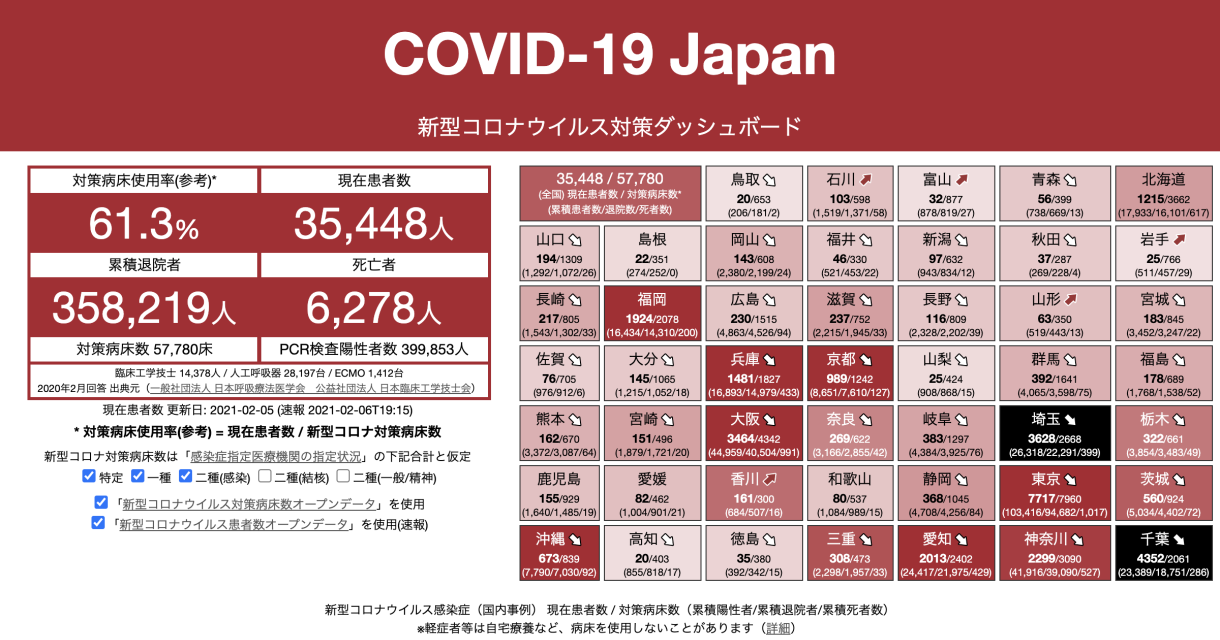 COVID-19 Japan
新型コロナウイルス対策ダッシュボード
対策病床使用率(参考)*
現在患者数
61.3%
35,448人
累積退院者
死亡者
358,219人
6,278人
対策病床数 57,780床
PCR検査陽性者数 399,853人
臨床工学技士 14,378人 / 人工呼吸器 28,197台 / ECMO 1,412台
2020年2月回答 出典元（一般社団法人 日本呼吸療法医学会　公益社団法人 日本臨床工学技士会）
現在患者数 更新日: 2021-02-05 (速報 2021-02-06T19:15)
* 対策病床使用率(参考) = 現在患者数 / 新型コロナ対策病床数
新型コロナ対策病床数は「感染症指定医療機関の指定状況」の下記合計と仮定
特定 一種 二種(感染) 二種(結核) 二種(一般/精神)
「新型コロナウイルス対策病床数オープンデータ」を使用
「新型コロナウイルス患者数オープンデータ」を使用(速報)
35,448 / 57,780
(全国) 現在患者数 / 対策病床数*
(累積患者数/退院数/死者数)
鳥取
20/653
(206/181/2)
石川
103/598
(1,519/1,371/58)
富山
32/877
(878/819/27)
青森
56/399
(738/669/13)
北海道
1215/3662
(17,933/16,101/617)
山口
194/1309
(1,292/1,072/26)
島根
22/351
(274/252/0)
岡山
143/608
(2,380/2,199/24)
福井
46/330
(521/453/22)
新潟
97/632
(943/834/12)
秋田
37/287
(269/228/4)
岩手
25/766
(511/457/29)
長崎
217/805
(1,543/1,302/33)
福岡
1924/2078
(16,434/14,310/200)
広島
230/1515
(4,863/4,526/94)
滋賀
237/752
(2,215/1,945/33)
長野
116/809
(2,328/2,202/39)
山形
63/350
(519/443/13)
宮城
183/845
(3,452/3,247/22)
佐賀
76/705
(976/912/6)
大分
145/1065
(1,215/1,052/18)
兵庫
1481/1827
(16,893/14,979/433)
京都
989/1242
(8,651/7,610/127)
山梨
25/424
(908/868/15)
群馬
392/1641
(4,065/3,598/75)
福島
178/689
(1,768/1,538/52)
熊本
162/670
(3,372/3,087/64)
宮崎
151/496
(1,879/1,721/20)
大阪
3464/4342
(44,959/40,504/991)
奈良
269/622
(3,166/2,855/42)
岐阜
383/1297
(4,384/3,925/76)
埼玉
3628/2668
(26,318/22,291/399)
栃木
322/661
(3,854/3,483/49)
鹿児島
155/929
(1,640/1,485/19)
愛媛
82/462
(1,004/901/21)
香川
161/300
(684/507/16)
和歌山
80/537
(1,084/989/15)
静岡
368/1045
(4,708/4,256/84)
東京
7717/7960
(103,416/94,682/1,017)
茨城
560/924
(5,034/4,402/72)
沖縄
673/839
(7,790/7,030/92)
高知
20/403
(855/818/17)
徳島
35/380
(392/342/15)
三重
308/473
(2,298/1,957/33)
愛知
2013/2402
(24,417/21,975/429)
神奈川
2299/3090
(41,916/39,090/527)
千葉
4352/2061
(23,389/18,751/286)
新型コロナウイルス感染症（国内事例） 現在患者数 / 対策病床数（累積陽性者/累積退院者/累積死者数）
※軽症者等は自宅療養など、病床を使用しないことがあります（詳細）